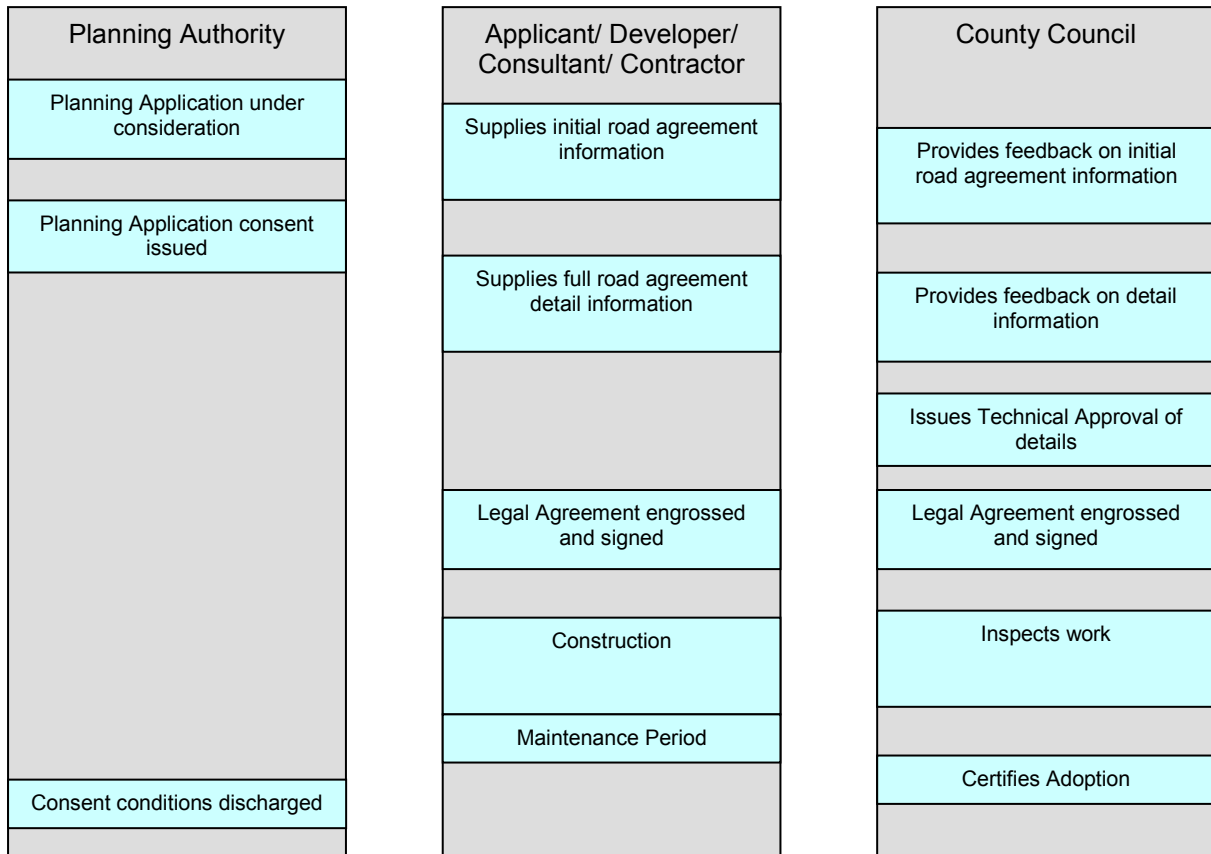 Planning Authority
Planning Application under
consideration
Planning Application consent
issued
Consent conditions discharged
Applicant/ Developer/
Consultant/ Contractor
Supplies initial road agreement
information
Supplies full road agreement
detail information
Legal Agreement engrossed
and signed
Construction
Maintenance Period
County Council
Provides feedback on initial
road agreement information
Provides feedback on detail
information
Issues Technical Approval of
details
Legal Agreement engrossed
and signed
Inspects work
Certifies Adoption